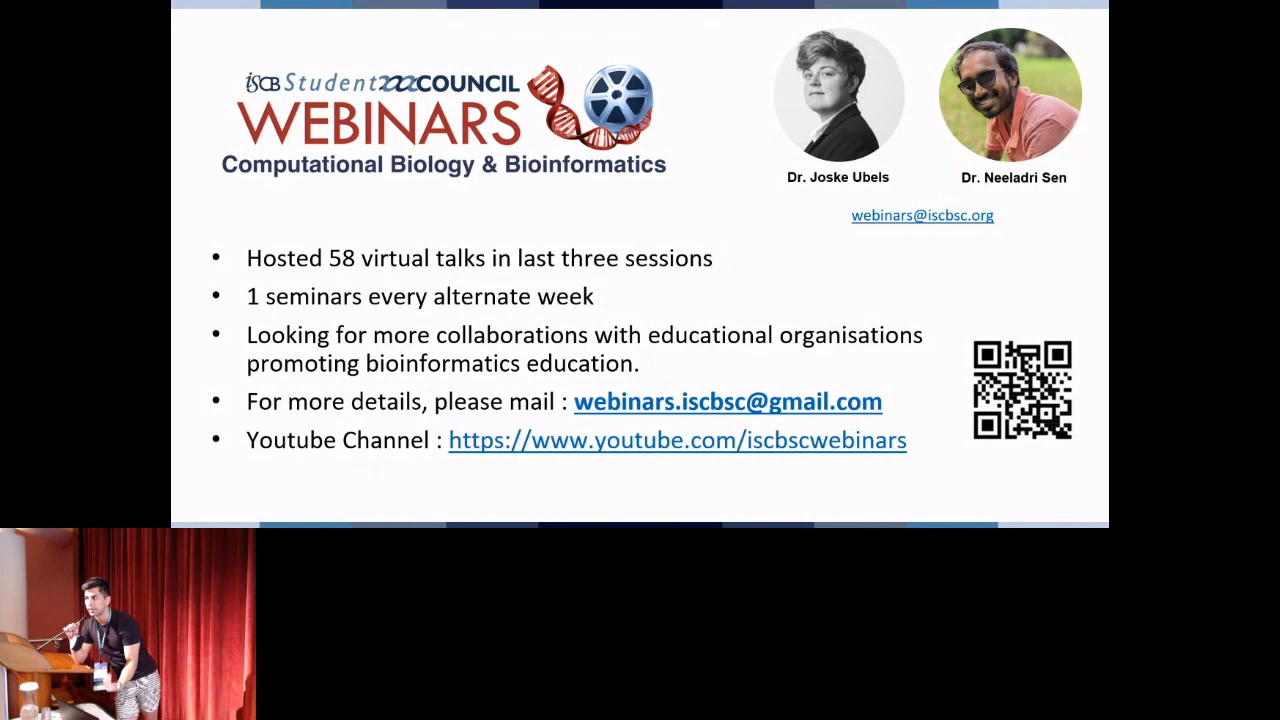 iSCB Student COUNCIL
WEBINARS
Computational Biology & Bioinformatics
Dr. Joske Ubels
Dr. Neeladri Sen
webinars@iscbsc.org
• Hosted 58 virtual talks in last three sessions
• 1 seminars every alternate week
• Looking for more collaborations with educational organisations
promoting bioinformatics education.
• For more details, please mail : webinars.iscbsc@gmail.com
• Youtube Channel : https://www.youtube.com/iscbscwebinars